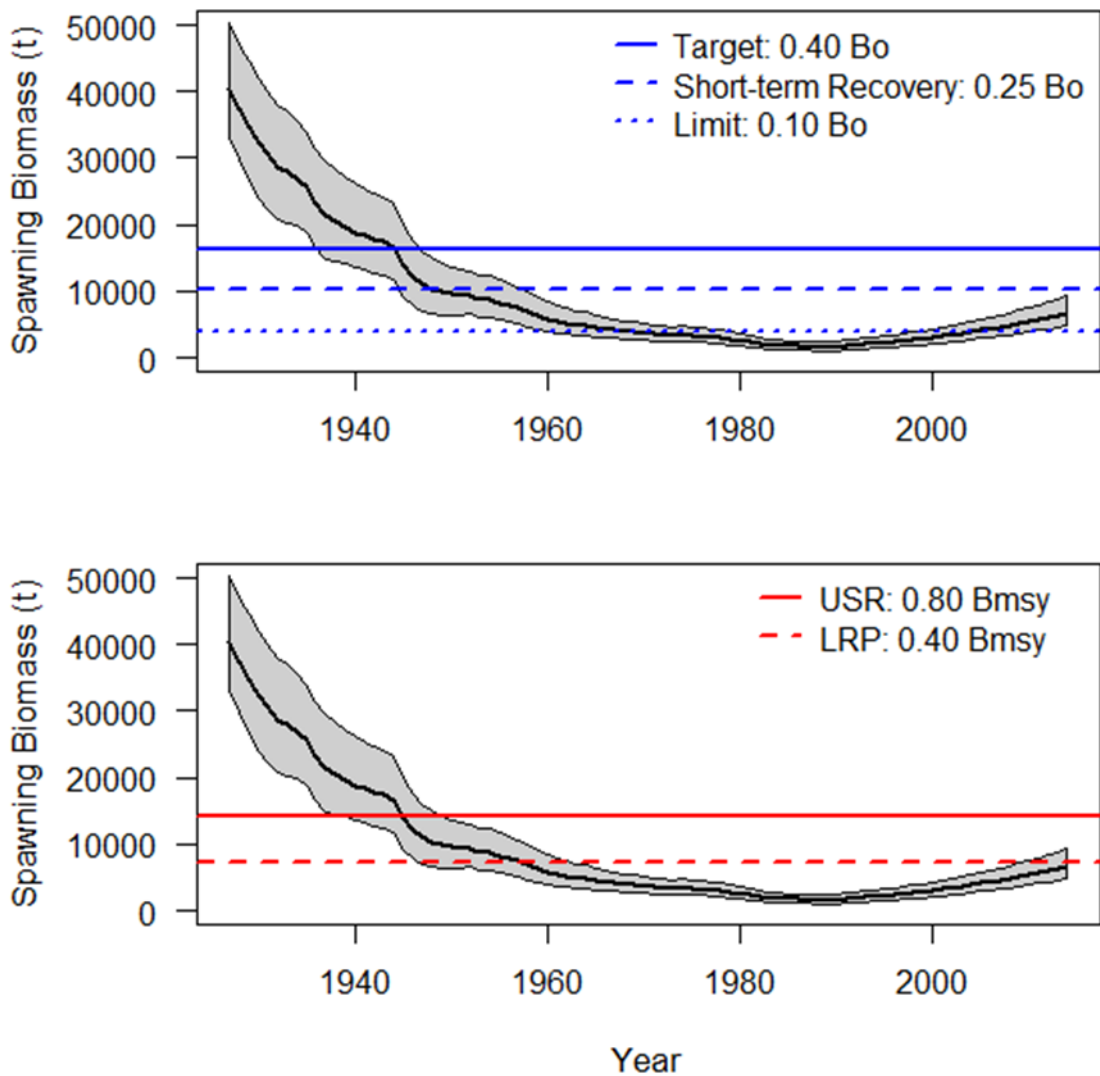 Spawning Biomass (t)
50000
40000
30000
20000
10000
0
Target: 0.40 Bo
Short-term Recovery: 0.25 Bo
Limit: 0.10 Bo
1940 1960 1980 2000
Spawning Biomass (t)
50000
40000
30000
20000
10000
0
USR: 0.80 Bmsy
LRP: 0.40 Bmsy
1940 1960 1980 2000
Year